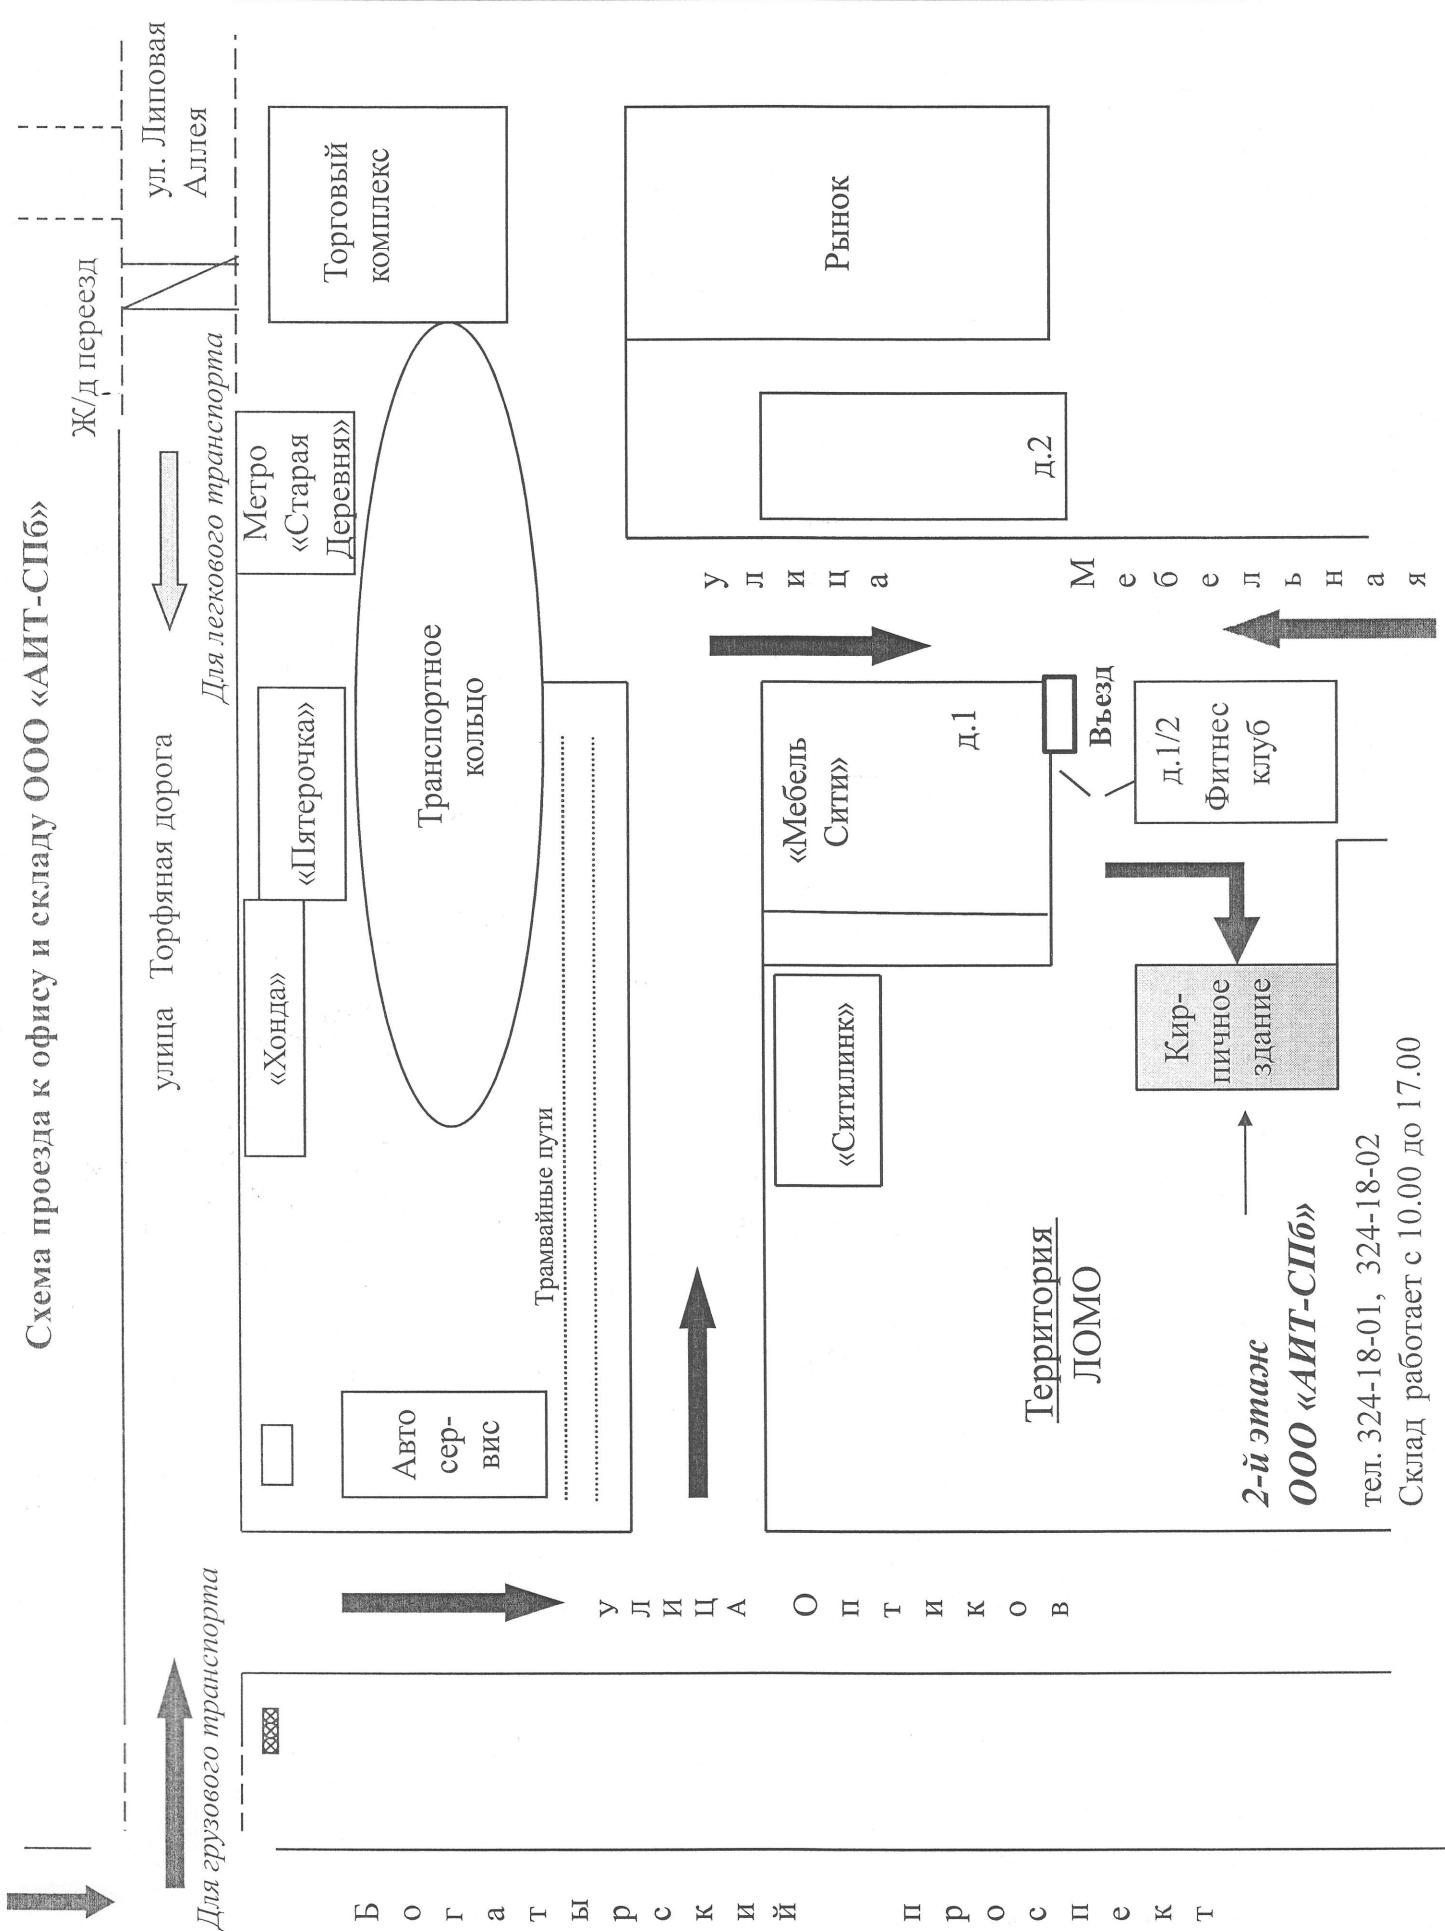 Схема проезда к офису и складу ООО «АИТ-СПб»
Ж/д переезд
ул. Липовая
Аллея
улица Торфяная дорога
Для грузового транспорта
Для легкового транспорта
Метро
«Старая
Деревня»
Торговый
комплекс
«Хонда»
«Пятерочка»
Транспортное
кольцо
Авто
сер-
вис
Трамвайные пути
улица Оптиков
Богатырский проспект
улица Мебельная
Рынок
д.2
«Мебель
Сити»
д.1
«Ситилинк»
Въезд
д.1/2
Фитнес
клуб
Кир-
пичное
здание
Территория
ЛОМО
2-й этаж
ООО «АИТ-СПб»
тел. 324-18-01, 324-18-02
Склад работает с 10.00 до 17.00